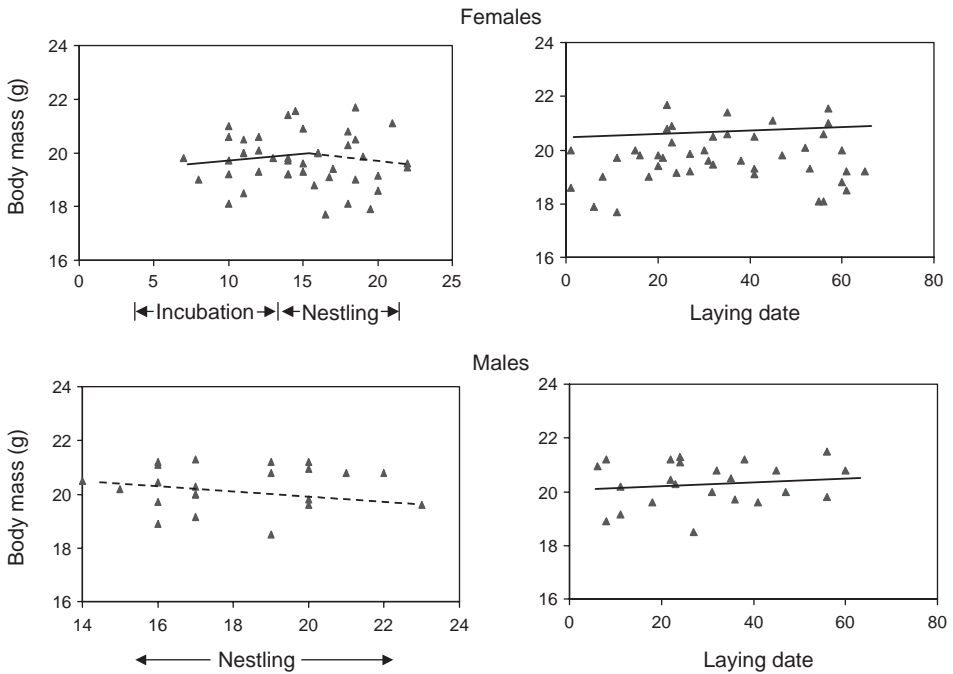 Females
Body mass (g)
24
22
20
18
16
0 5 10 15 20 25
Incubation Nestling
24
22
20
18
16
0 20 40 60 80
Laying date
Males
Body mass (g)
24
22
20
18
16
14 16 18 20 22 24
Nestling
24
22
20
18
16
0 20 40 60 80
Laying date